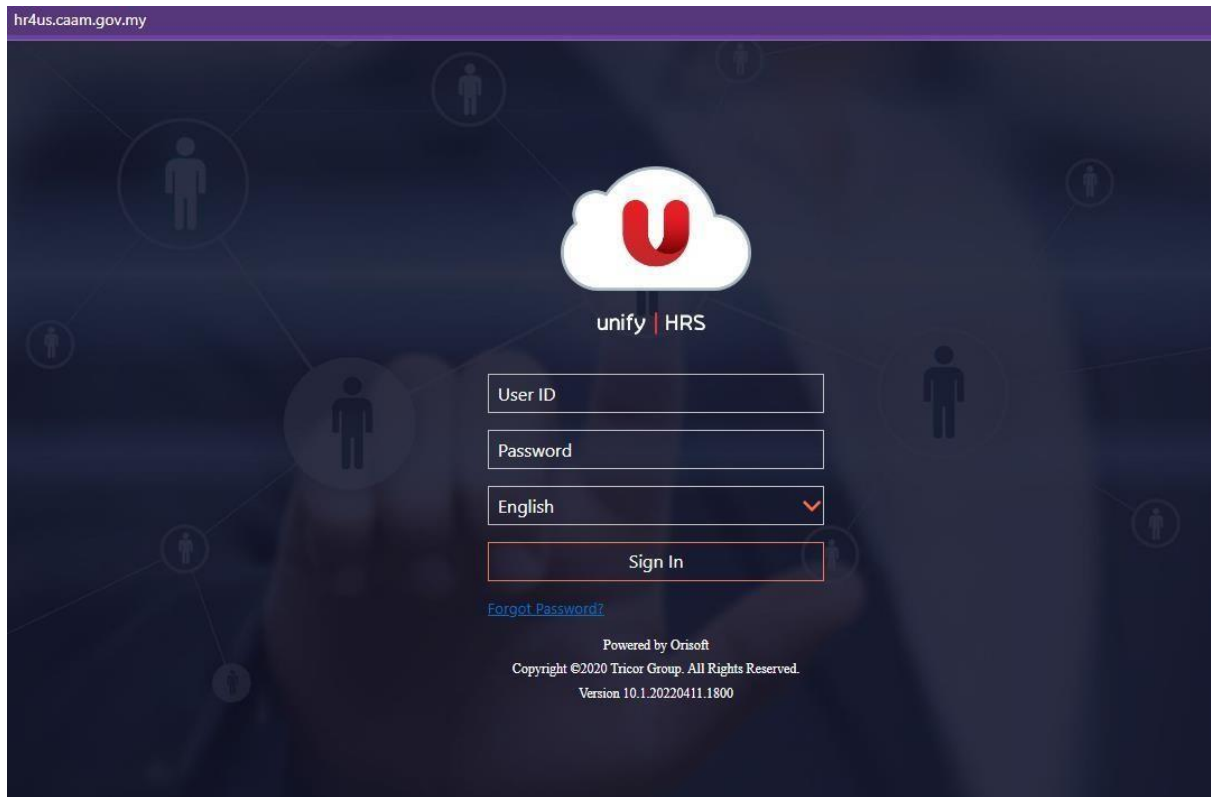 hr4us.caam.gov.my
U
unify | HRS
User ID
Password
English
Sign In
Forgot Password?
Powered by Orisoft
Copyright ©2020 Tricor Group. All Rights Reserved.
Version 10.1.20220411.1800